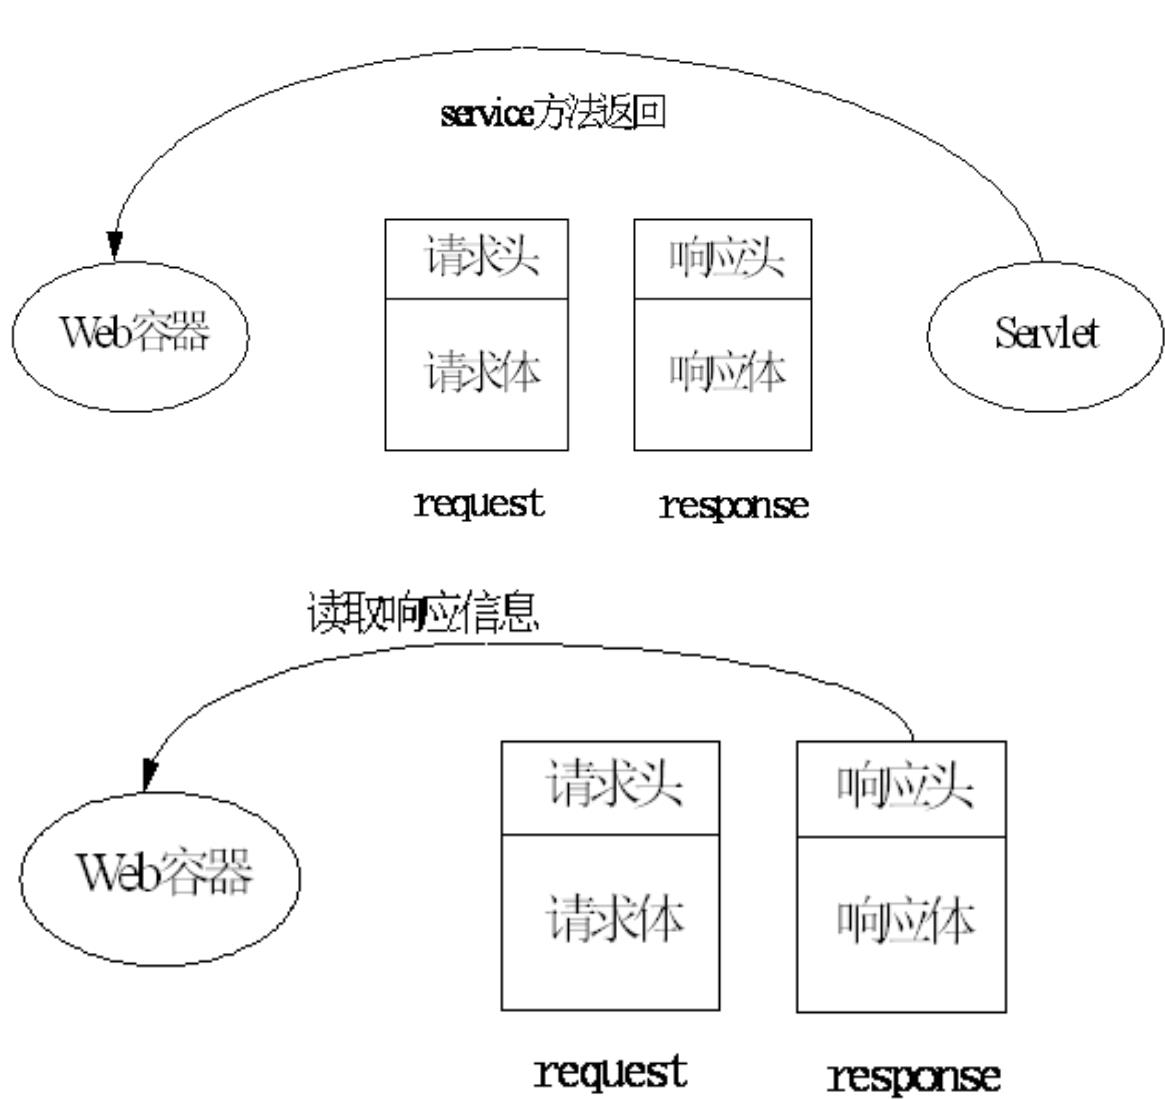 service方法返回
请求头
响应头
Web容器
Servlet
请求体
响应体
request
response
读取响应信息
请求头
响应头
Web容器
请求体
响应体
request
response